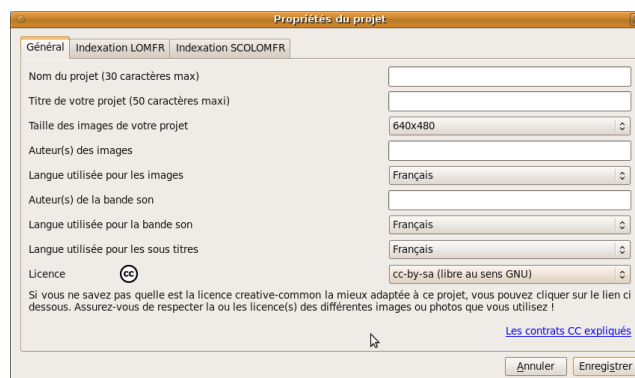 Propriétés du projet
Général Indexation LOMFR Indexation SCOLOMFR
Nom du projet (30 caractères max)
Titre de votre projet (50 caractères maxi)
Taille des images de votre projet 640x480
Auteur(s) des images
Langue utilisée pour les images Français
Auteur(s) de la bande son
Langue utilisée pour la bande son Français
Langue utilisée pour les sous titres Français
Licence cc cc-by-sa (libre au sens GNU)
Si vous ne savez pas quelle est la licence creative-common la mieux adaptée à ce projet, vous pouvez cliquer sur le lien ci
dessous. Assurez-vous de respecter la ou les licence(s) des différentes images ou photos que vous utilisez !
Les contrats CC expliqués
Annuler Enregistrer